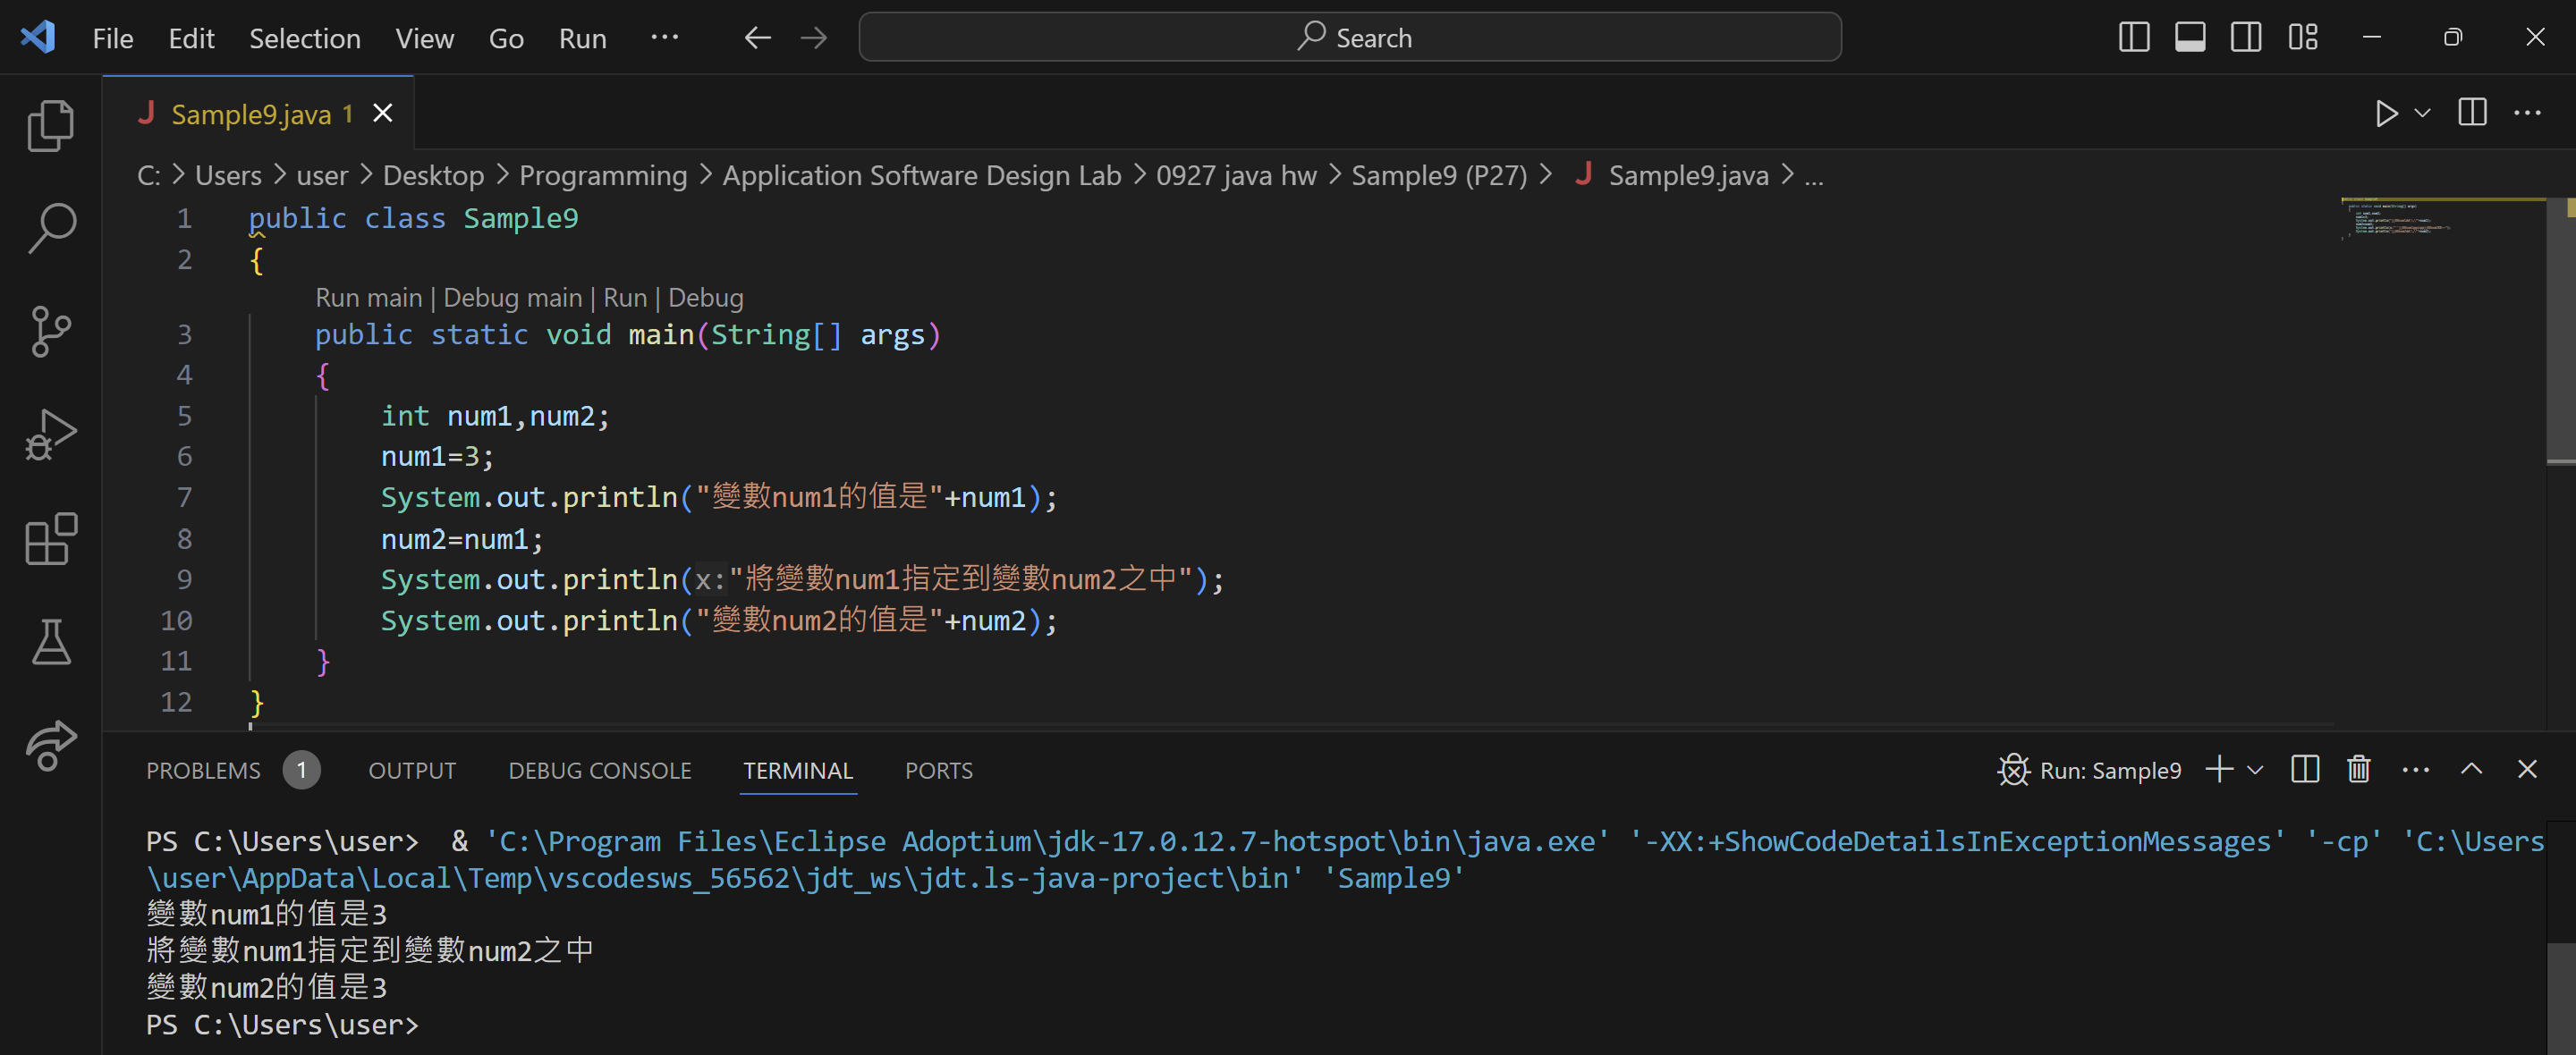 File Edit Selection View Go Run ··· Search
Sample9.java 1
C: > Users > user > Desktop > Programming > Application Software Design Lab > 0927 java hw > Sample9 (P27) > J Sample9.java > ...
1 public class Sample9
2 {
Run main | Debug main | Run | Debug
3 public static void main(String[] args)
4 {
5 int num1,num2;
6 num1=3;
7 System.out.println("變數num1的值是"+num1);
8 num2=num1;
9 System.out.println(x:"將變數num1指定到變數num2之中");
10 System.out.println("變數num2的值是"+num2);
11 }
12 }
PROBLEMS 1 OUTPUT DEBUG CONSOLE TERMINAL PORTS Run: Sample9
PS C:\Users\user>  & 'C:\Program Files\Eclipse Adoptium\jdk-17.0.12.7-hotspot\bin\java.exe' '-XX:+ShowCodeDetailsInExceptionMessages' '-cp' 'C:\Users
\user\AppData\Local\Temp\vscodesws_56562\jdt_ws\jdt.ls-java-project\bin' 'Sample9'
變數num1的值是3
將變數num1指定到變數num2之中
變數num2的值是3
PS C:\Users\user>